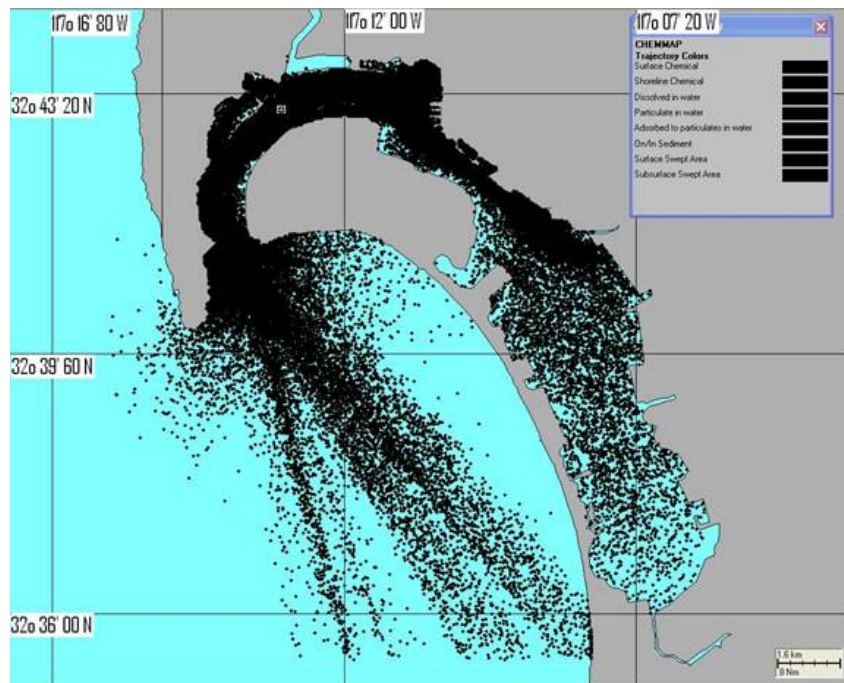 117o 16' 80 W
117o 12' 00 W
117o 07' 20 W
CHEMMAP
Trajectory Colors
Surface Chemical
Shoreline Chemical
Dissolved in water
Particulate in water
Adsorbed to particulates in water
On/In Sediment
Surface Swept Area
Subsurface Swept Area
32o 43' 20 N
32o 39' 60 N
32o 36' 00 N
1.6 km
.8 Nm